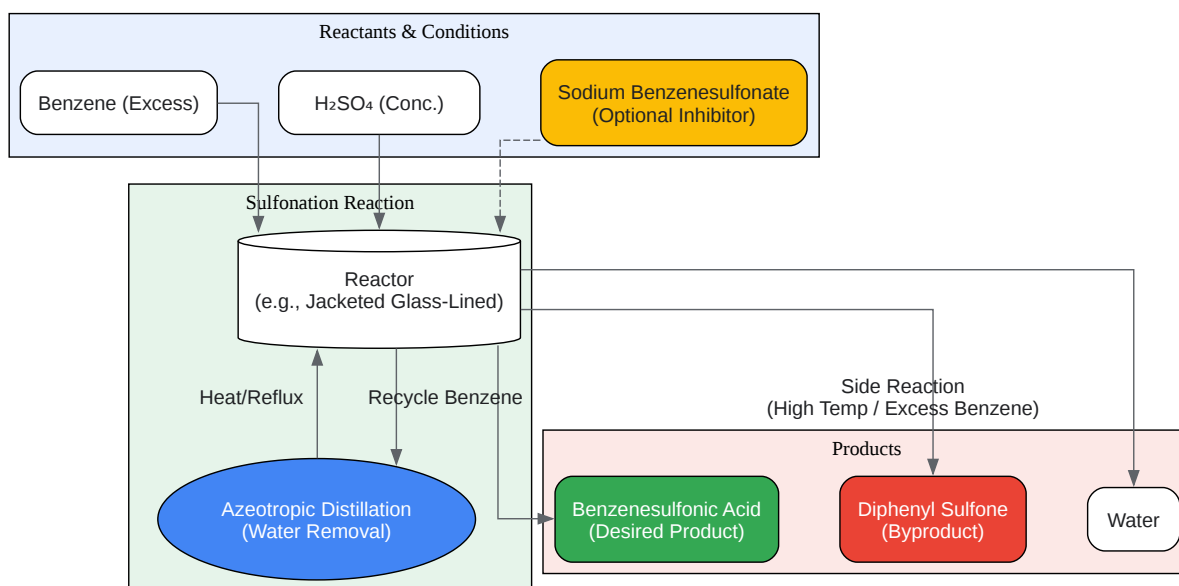 Reactants & Conditions
Benzene (Excess)
H₂SO₄ (Conc.)
Sodium Benzenesulfonate
(Optional Inhibitor)
Sulfonation Reaction
Reactor
(e.g., Jacketed Glass-Lined)
Heat/Reflux
Recycle Benzene
Side Reaction
(High Temp / Excess Benzene)
Products
Azeotropic Distillation
(Water Removal)
Benzenesulfonic Acid
(Desired Product)
Diphenyl Sulfone
(Byproduct)
Water